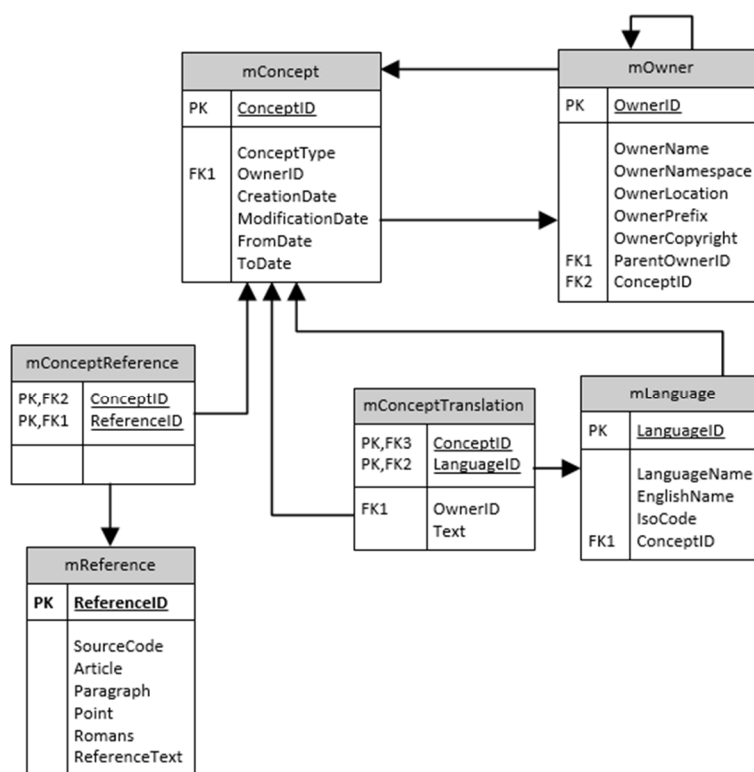 mConcept
PK ConceptID
ConceptType
FK1 OwnerID
CreationDate
ModificationDate
FromDate
ToDate
mOwner
PK OwnerID
OwnerName
OwnerNamespace
OwnerLocation
OwnerPrefix
OwnerCopyright
FK1 ParentOwnerID
FK2 ConceptID
mConceptReference
PK,FK2 ConceptID
PK,FK1 ReferenceID
mConceptTranslation
PK,FK3 ConceptID
PK,FK2 LanguageID
FK1 OwnerID
Text
mLanguage
PK LanguageID
LanguageName
EnglishName
IsoCode
FK1 ConceptID
mReference
PK ReferenceID
SourceCode
Article
Paragraph
Point
Romans
ReferenceText